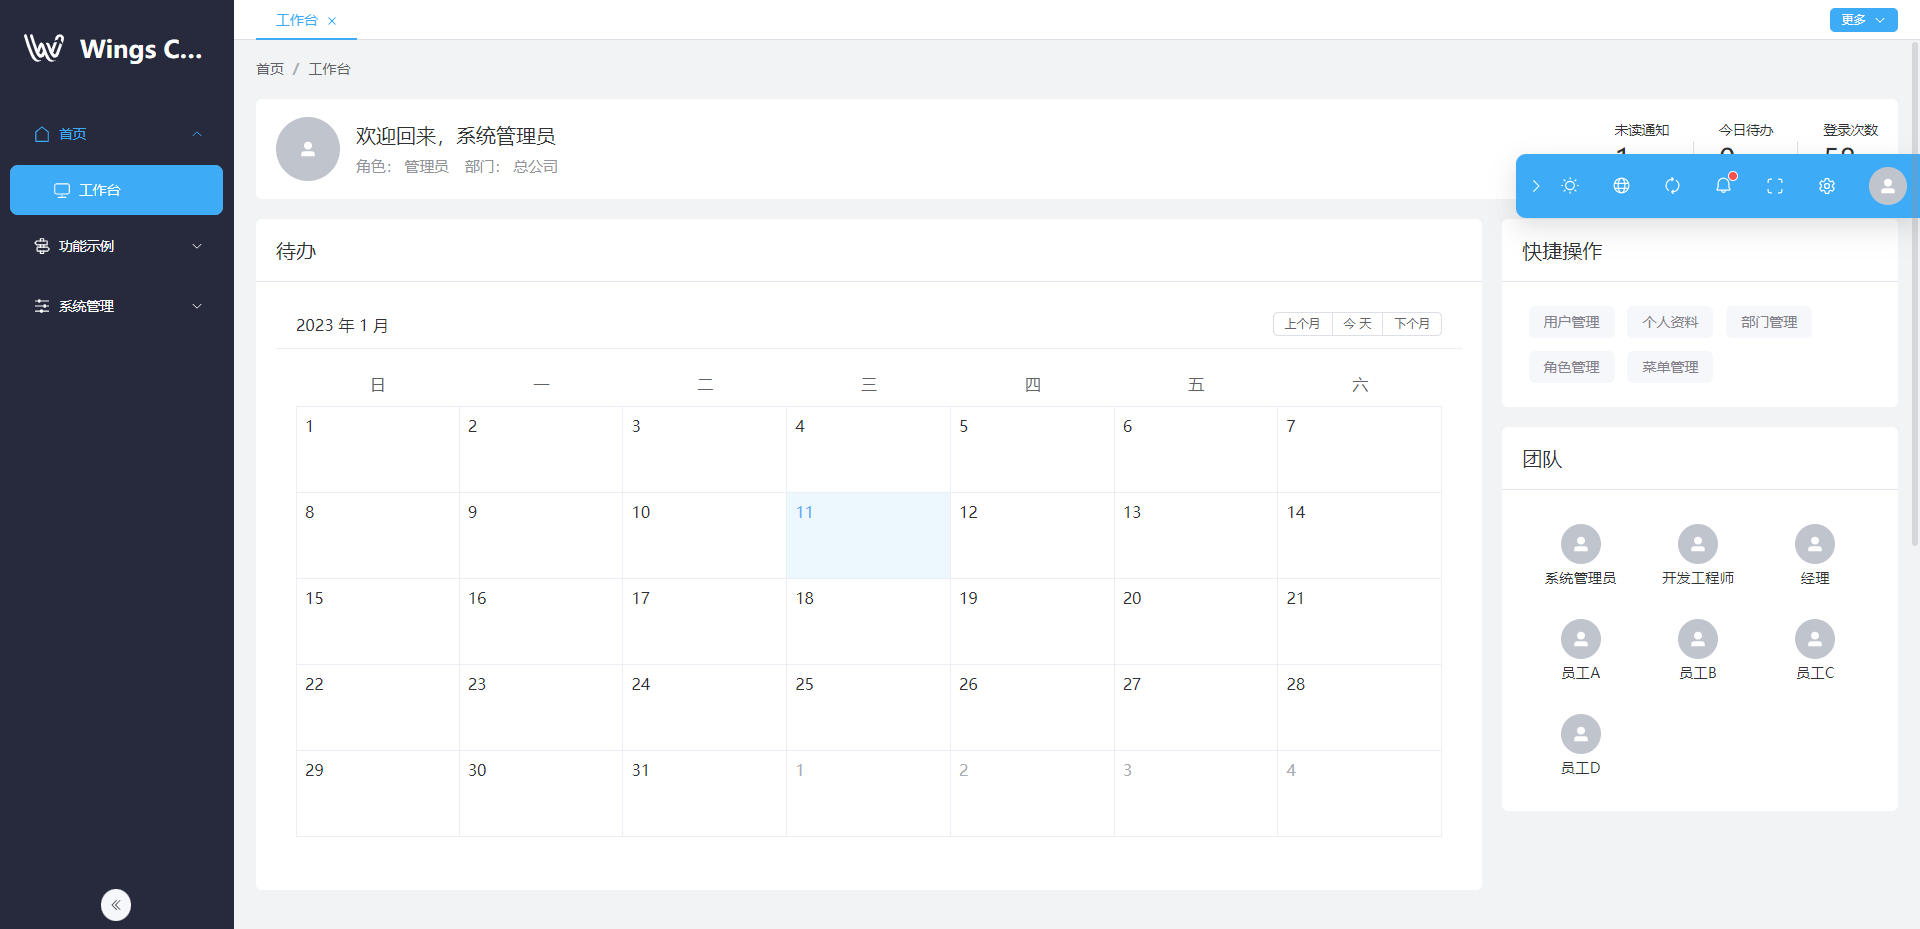 Wings C...
首页
工作台
功能示例
系统管理
工作台
更多
首页 / 工作台
欢迎回来，系统管理员
角色： 管理员 部门： 总公司
未读通知 今日待办 登录次数
待办
2023 年 1 月
上个月 今天 下个月
日 一 二 三 四 五 六
1 2 3 4 5 6 7
8 9 10 11 12 13 14
15 16 17 18 19 20 21
22 23 24 25 26 27 28
29 30 31 1 2 3 4
快捷操作
用户管理 个人资料 部门管理
角色管理 菜单管理
团队
系统管理员 开发工程师 经理
员工A 员工B 员工C
员工D